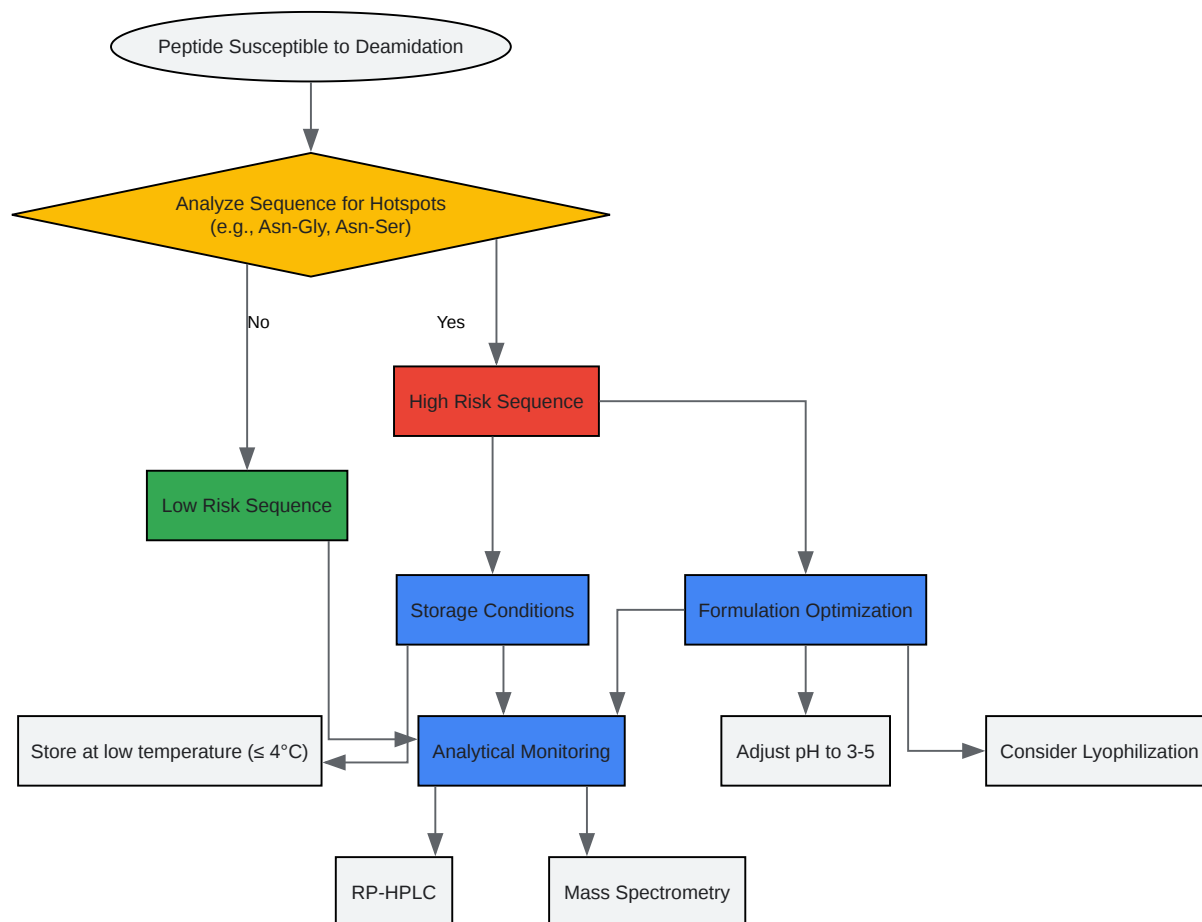 Peptide Susceptible to Deamidation
Analyze Sequence for Hotspots
(e.g., Asn-Gly, Asn-Ser)
No
Yes
High Risk Sequence
Low Risk Sequence
Storage Conditions
Formulation Optimization
Store at low temperature (≤ 4°C)
Analytical Monitoring
Adjust pH to 3-5
Consider Lyophilization
RP-HPLC
Mass Spectrometry